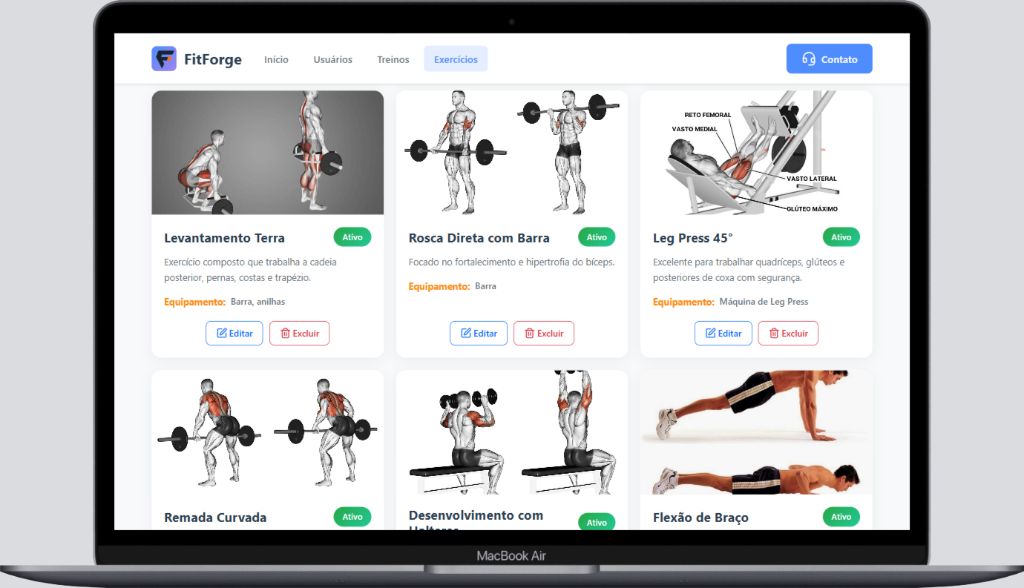 FitForge
Início
Usuários
Treinos
Exercícios
Contato
RETO FEMORAL
VASTO MEDIAL
VASTO LATERAL
GLÚTEO MÁXIMO
Levantamento Terra
Ativo
Exercício composto que trabalha a cadeia
posterior, pernas, costas e trapézio.
Equipamento: Barra, anilhas
Editar
Excluir
Rosca Direta com Barra
Ativo
Focado no fortalecimento e hipertrofia do bíceps.
Equipamento: Barra
Editar
Excluir
Leg Press 45°
Ativo
Excelente para trabalhar quadríceps, glúteos e
posteriores de coxa com segurança.
Equipamento: Máquina de Leg Press
Editar
Excluir
Remada Curvada
Ativo
Desenvolvimento com
Halteres
Ativo
Flexão de Braço
Ativo
MacBook Air